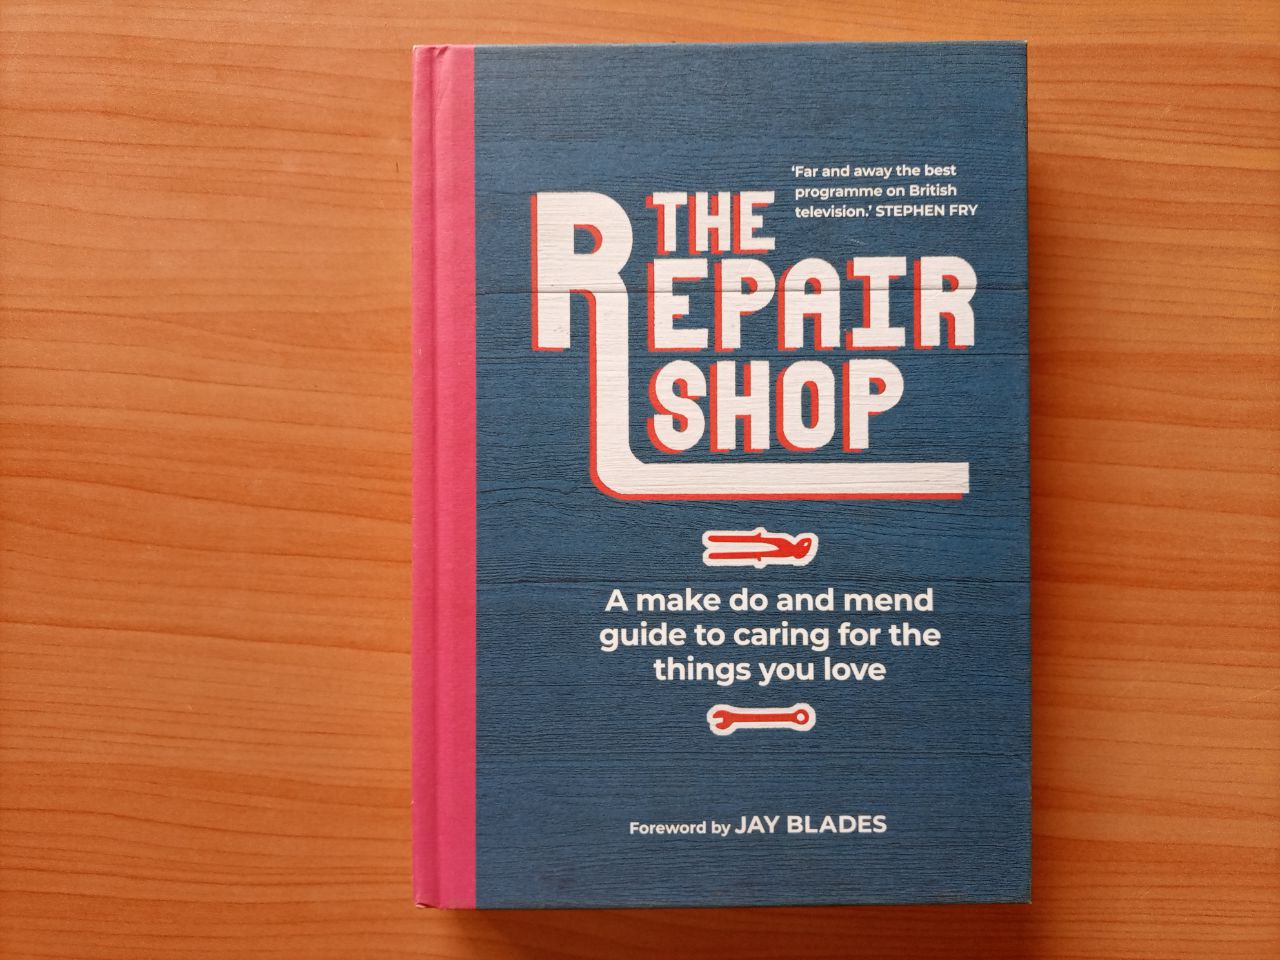 ‘Far and away the best
programme on British
television.’ STEPHEN FRY
THE
REPAIR
SHOP
A make do and mend
guide to caring for the
things you love
Foreword by JAY BLADES